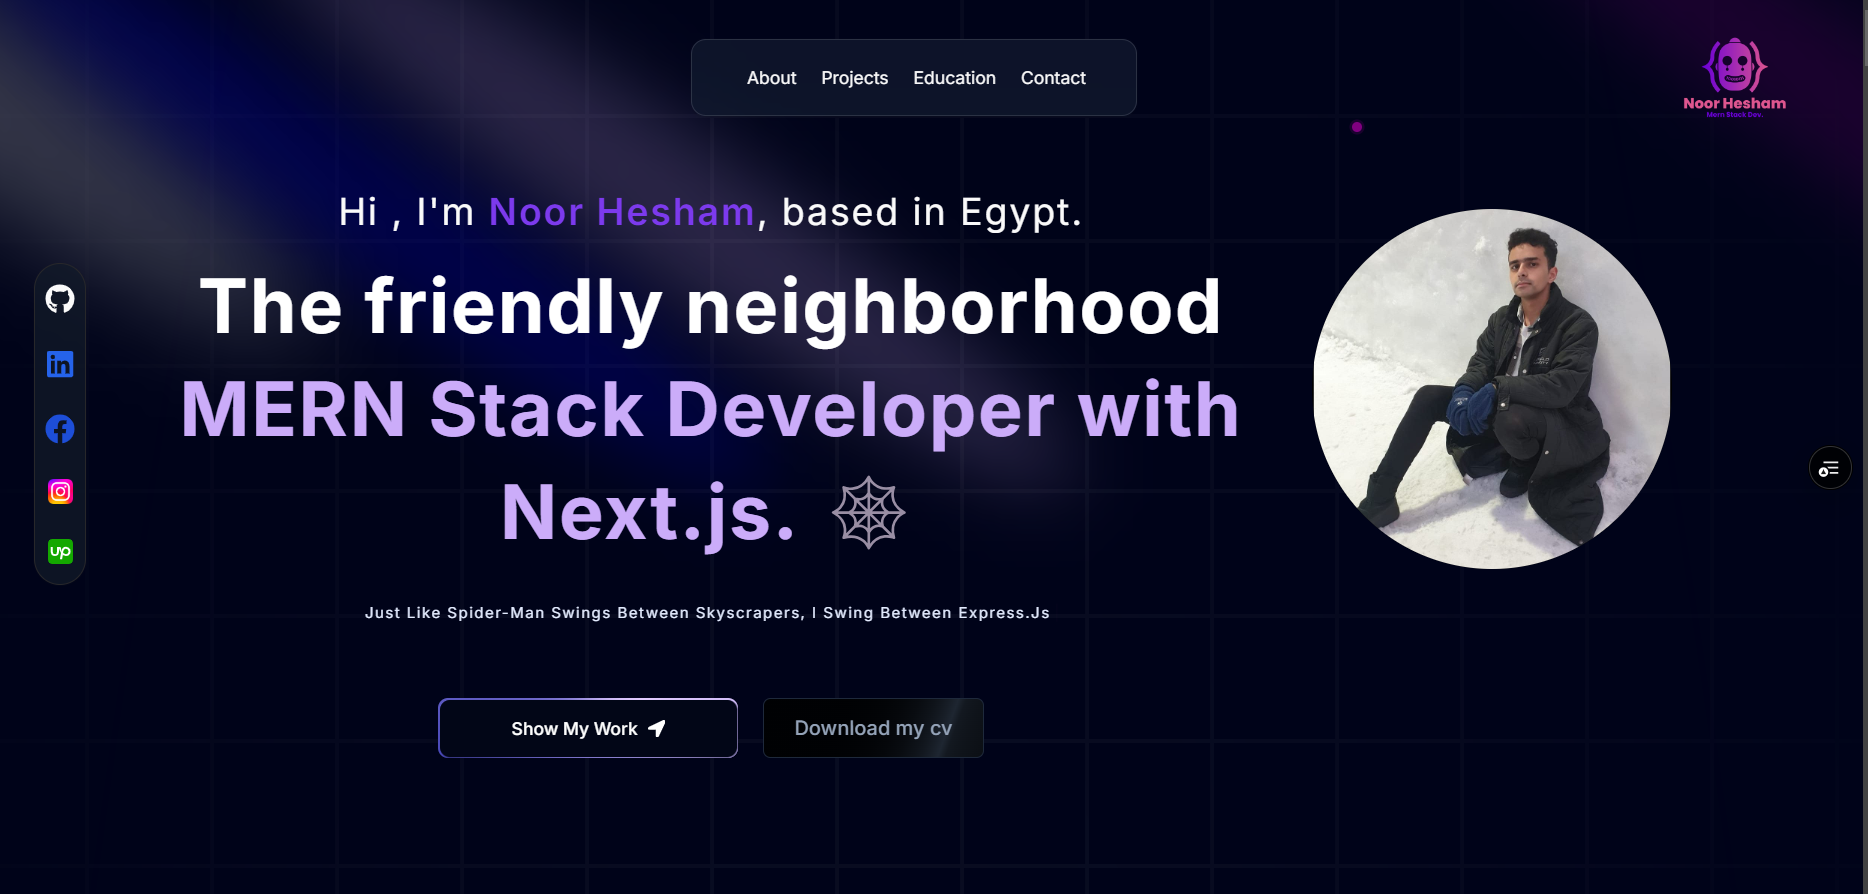 About Projects Education Contact
Noor Hesham
Mern Stack Dev.
Hi , I'm Noor Hesham, based in Egypt.
The friendly neighborhood
MERN Stack Developer with
Next.js.
in
up
Just Like Spider-Man Swings Between Skyscrapers, I Swing Between Express.Js
Show My Work
Download my cv